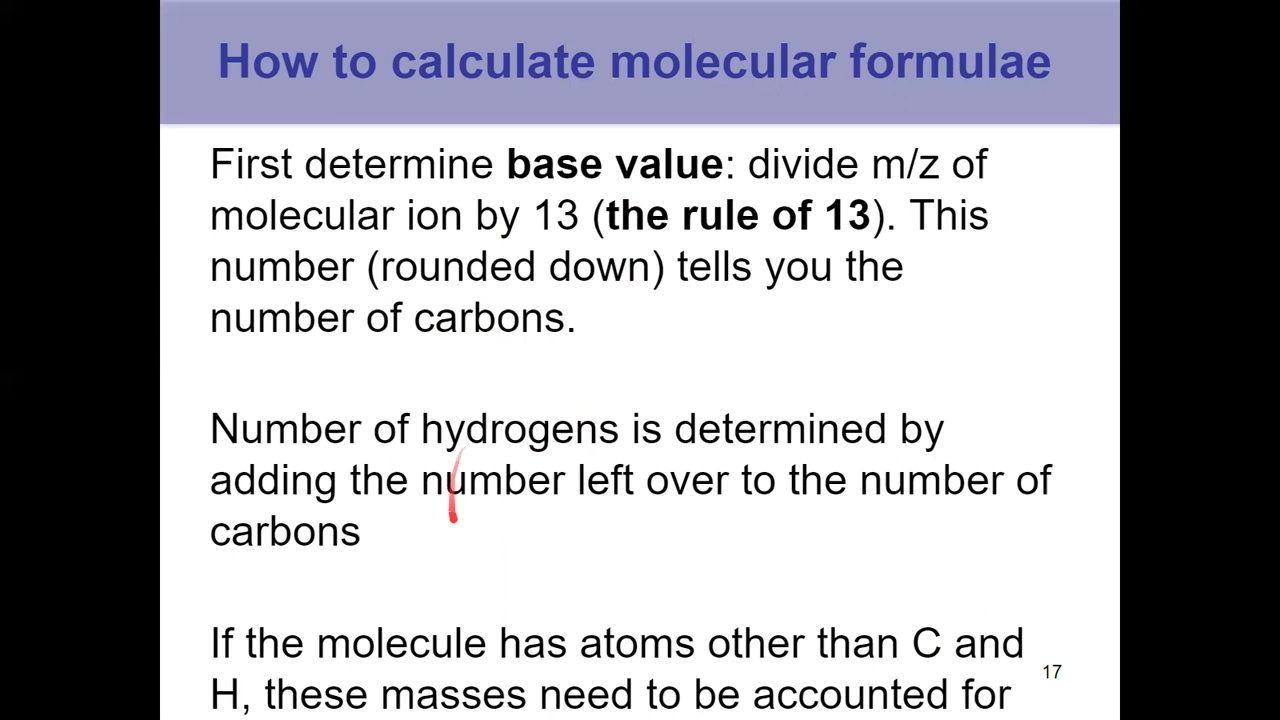 How to calculate molecular formulae
First determine base value: divide m/z of
molecular ion by 13 (the rule of 13). This
number (rounded down) tells you the
number of carbons.
Number of hydrogens is determined by
adding the number left over to the number of
carbons
If the molecule has atoms other than C and
H, these masses need to be accounted for
17